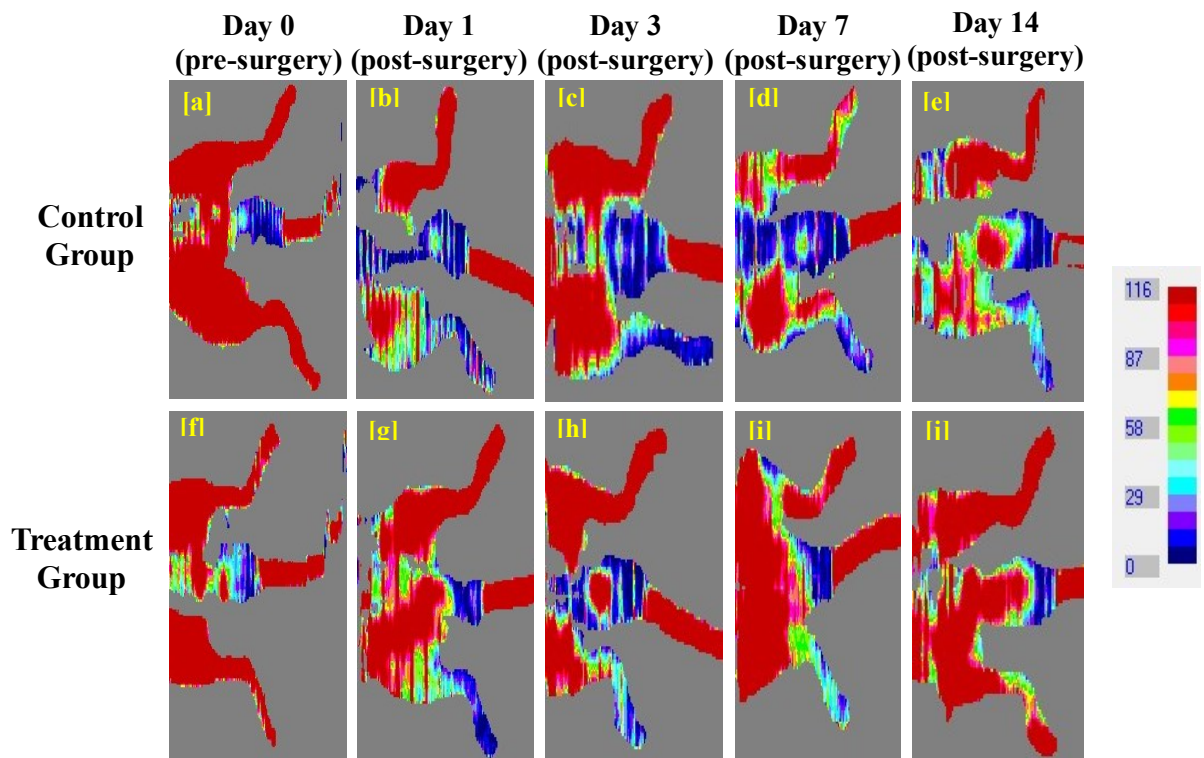 Day 0
(pre-surgery)
Day 1
(post-surgery)
Day 3
(post-surgery)
Day 7
(post-surgery)
Day 14
(post-surgery)
[a]
[b]
[c]
[d]
[e]
Control
Group
[f]
[g]
[h]
[i]
[j]
Treatment
Group
116
87
58
29
0